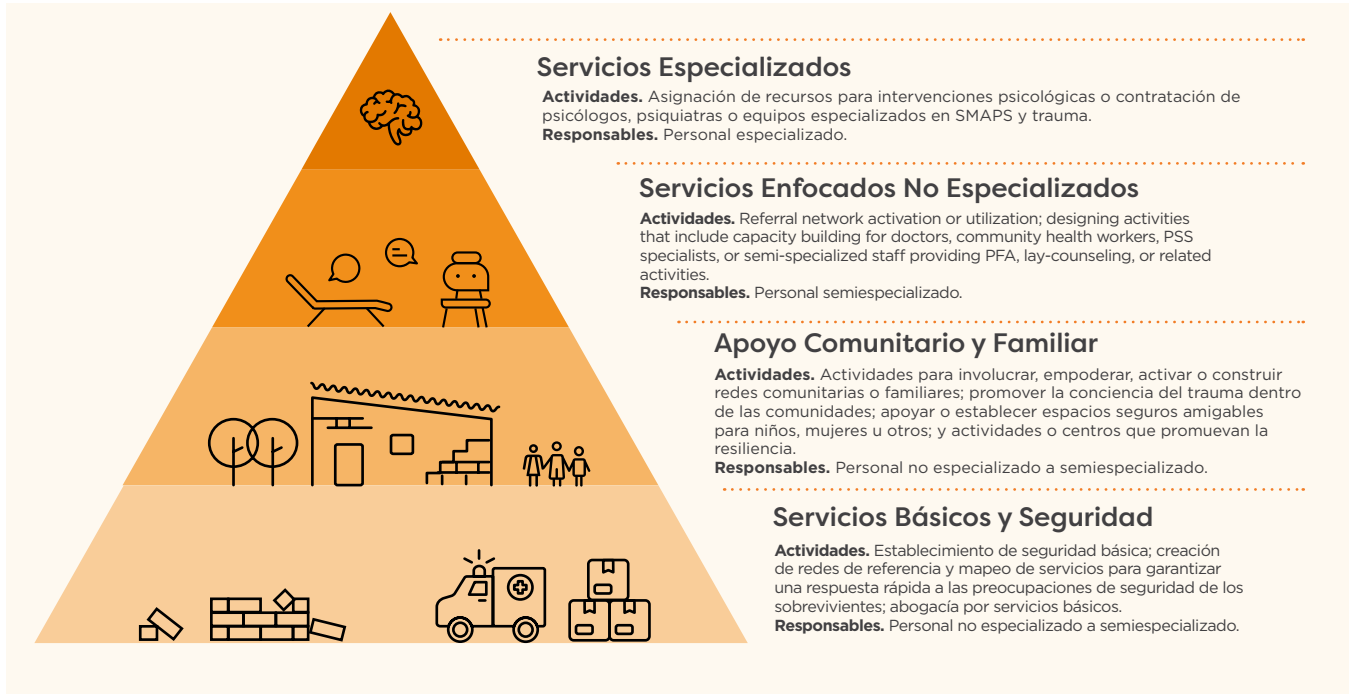 Servicios Especializados
Actividades. Asignación de recursos para intervenciones psicológicas o contratación de
psicólogos, psiquiatras o equipos especializados en SMAPS y trauma.
Responsables. Personal especializado.
Servicios Enfocados No Especializados
Actividades. Referral network activation or utilization; designing activities
that include capacity building for doctors, community health workers, PSS
specialists, or semi-specialized staff providing PFA, lay-counseling, or related
activities.
Responsables. Personal semiespecializado.
Apoyo Comunitario y Familiar
Actividades. Actividades para involucrar, empoderar, activar o construir
redes comunitarias o familiares; promover la conciencia del trauma dentro
de las comunidades; apoyar o establecer espacios seguros amigables
para niños, mujeres u otros; y actividades o centros que promuevan la
resiliencia.
Responsables. Personal no especializado a semiespecializado.
Servicios Básicos y Seguridad
Actividades. Establecimiento de seguridad básica; creación
de redes de referencia y mapeo de servicios para garantizar
una respuesta rápida a las preocupaciones de seguridad de los
sobrevivientes; abogacía por servicios básicos.
Responsables. Personal no especializado a semiespecializado.